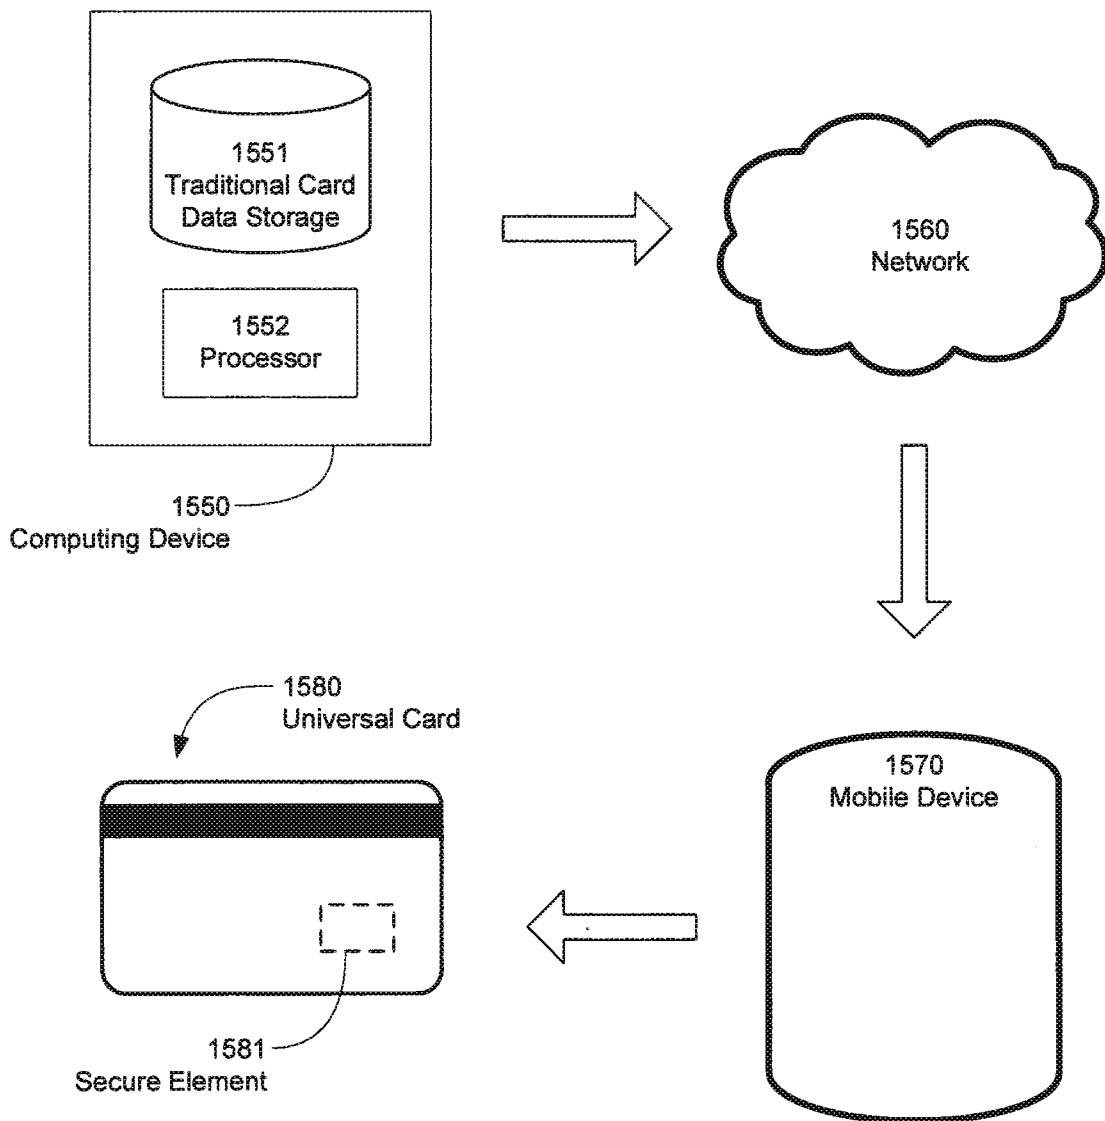 1551
Traditional Card
Data Storage
1552
Processor
1550
Computing Device
1560
Network
1580
Universal Card
1570
Mobile Device
1581
Secure Element